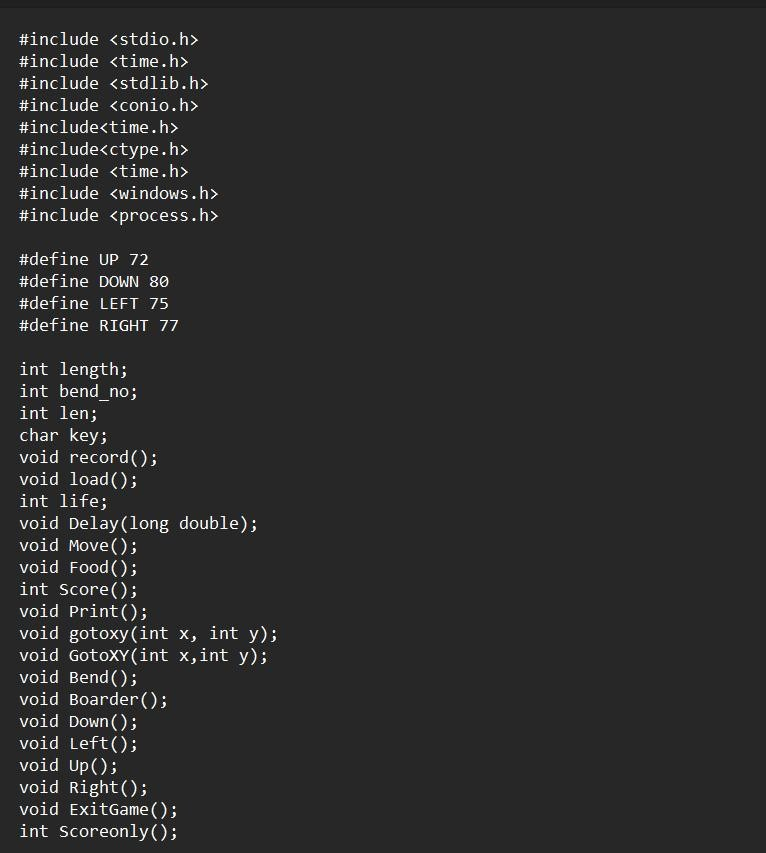 #include <stdio.h>
#include <time.h>
#include <stdlib.h>
#include <conio.h>
#include<time.h>
#include<ctype.h>
#include <time.h>
#include <windows.h>
#include <process.h>

#define UP 72
#define DOWN 80
#define LEFT 75
#define RIGHT 77

int length;
int bend_no;
int len;
char key;
void record();
void load();
int life;
void Delay(long double);
void Move();
void Food();
int Score();
void Print();
void gotoxy(int x, int y);
void GotoXY(int x,int y);
void Bend();
void Boarder();
void Down();
void Left();
void Up();
void Right();
void ExitGame();
int Scoreonly();